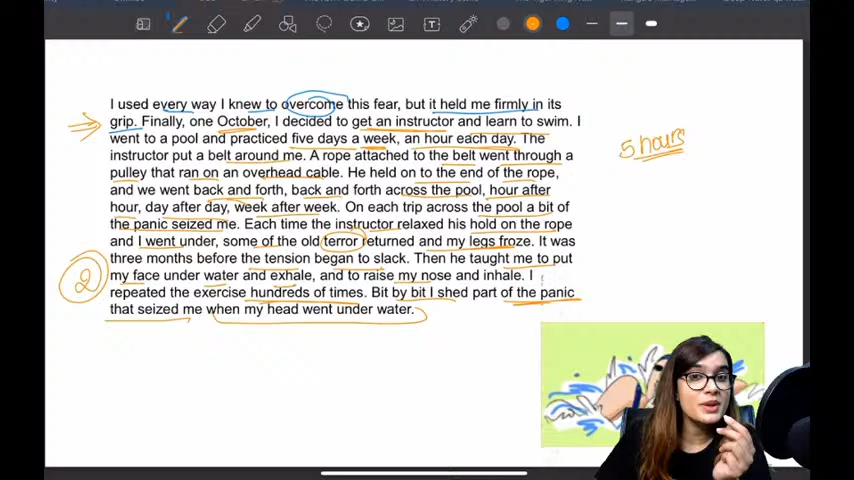 I used every way I knew to overcome this fear, but it held me firmly in its
grip. Finally, one October, I decided to get an instructor and learn to swim. I
went to a pool and practiced five days a week, an hour each day. The
instructor put a belt around me. A rope attached to the belt went through a
pulley that ran on an overhead cable. He held on to the end of the rope,
and we went back and forth, back and forth across the pool, hour after
hour, day after day, week after week. On each trip across the pool a bit of
the panic seized me. Each time the instructor relaxed his hold on the rope
and I went under, some of the old terror returned and my legs froze. It was
three months before the tension began to slack. Then he taught me to put
my face under water and exhale, and to raise my nose and inhale. I
repeated the exercise hundreds of times. Bit by bit I shed part of the panic
that seized me when my head went under water.
5 hours
2